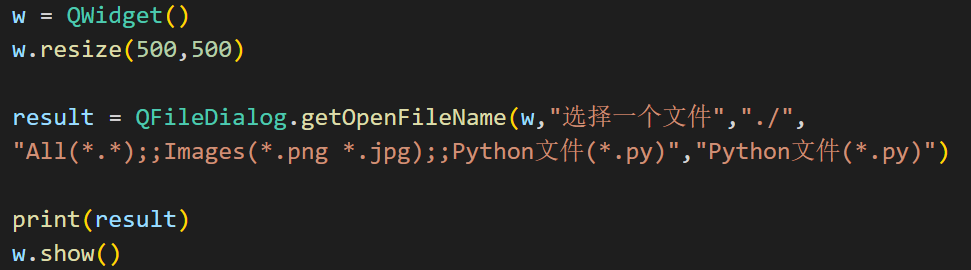 w = QWidget()
w.resize(500,500)
result = QFileDialog.getOpenFileName(w,"选择一个文件","./",
"All(*.*);;Images(*.png *.jpg);;Python文件(*.py)","Python文件(*.py)")
print(result)
w.show()